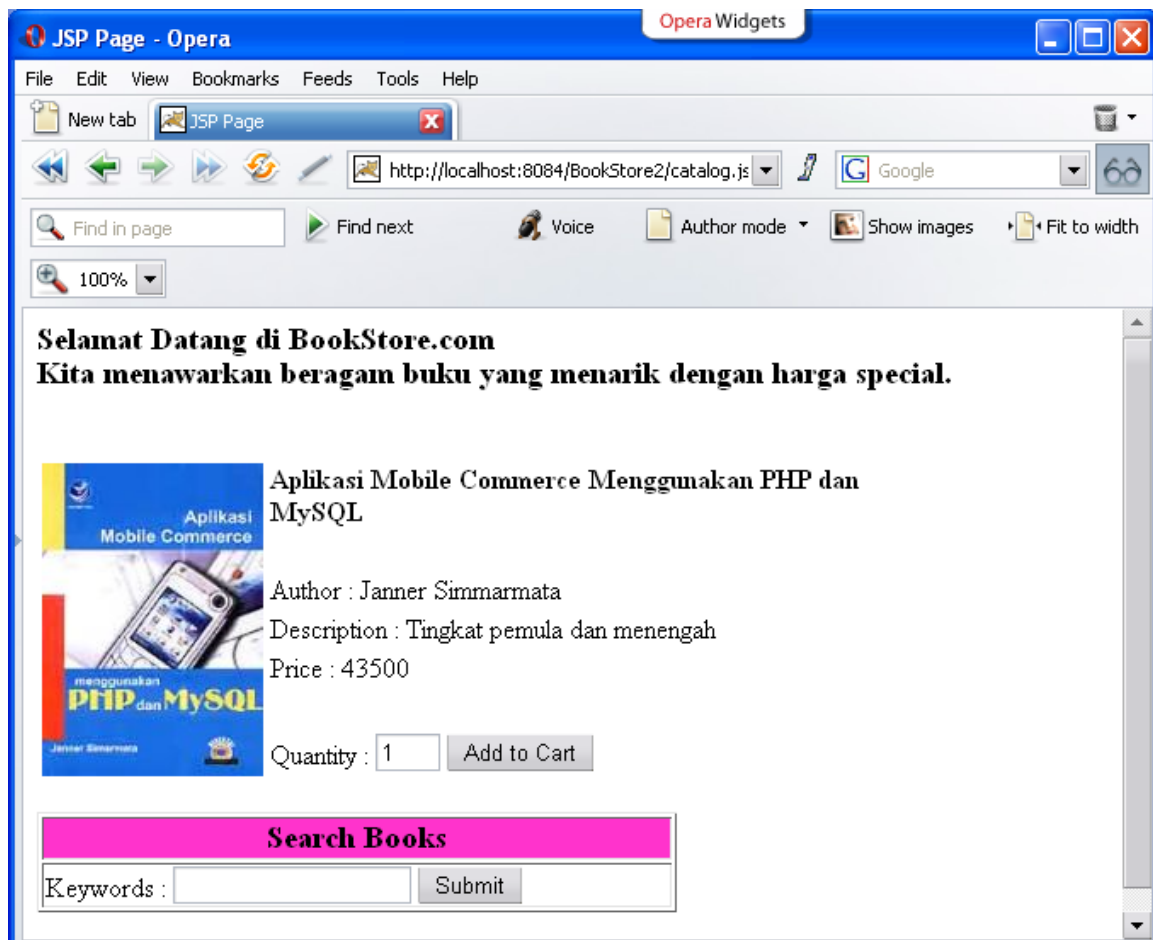 Opera Widgets
JSP Page - Opera
File Edit View Bookmarks Feeds Tools Help
New tab JSP Page
http://localhost:8084/BookStore2/catalog.js Google
Find in page Find next Voice Author mode Show images Fit to width
100%
Selamat Datang di BookStore.com
Kita menawarkan beragam buku yang menarik dengan harga special.
Aplikasi
Mobile Commerce
menggunakan
PHP dan MySQL
Janner Simarmata
Aplikasi Mobile Commerce Menggunakan PHP dan
MySQL
Author : Janner Simmarmata
Description : Tingkat pemula dan menengah
Price : 43500
Quantity : 1 Add to Cart
Search Books
Keywords : Submit